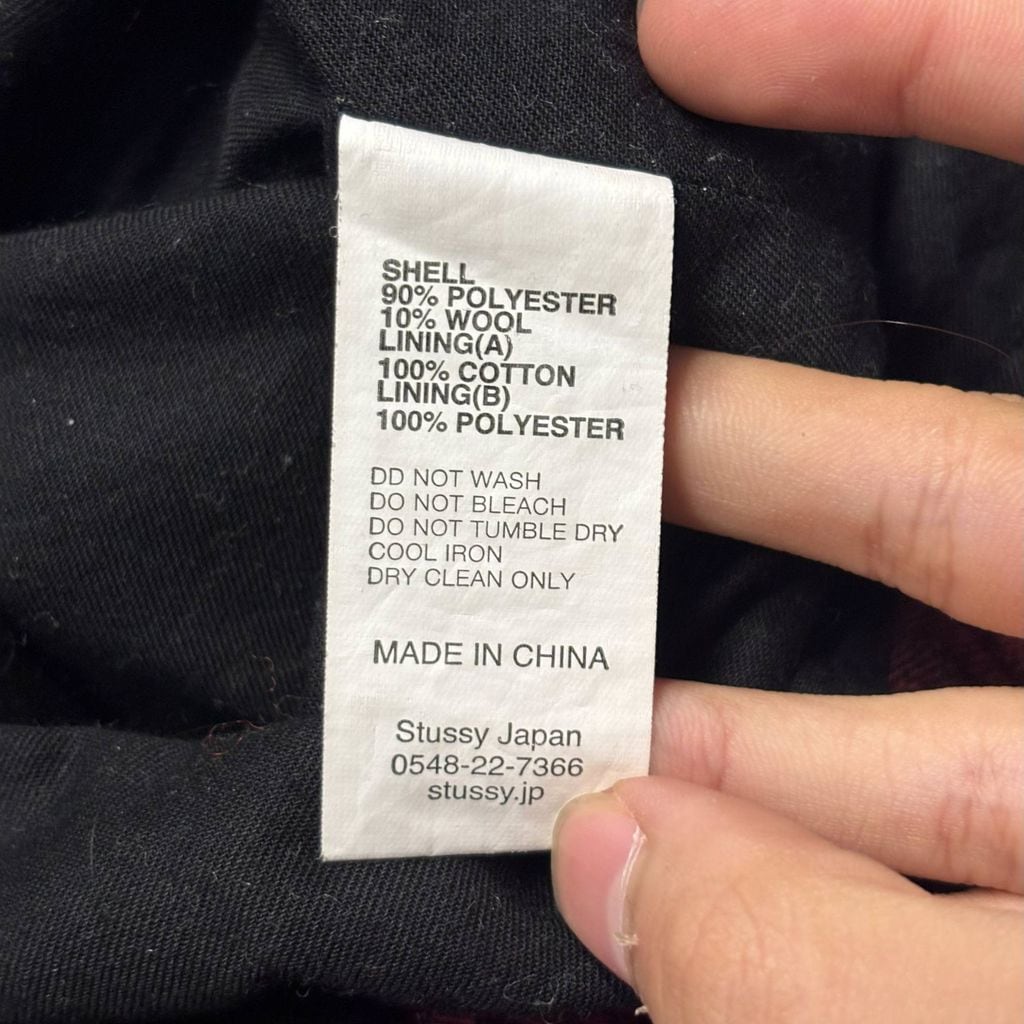 SHELL
90% POLYESTER
10% WOOL
LINING(A)
100% COTTON
LINING(B)
100% POLYESTER
DD NOT WASH
DO NOT BLEACH
DO NOT TUMBLE DRY
COOL IRON
DRY CLEAN ONLY
MADE IN CHINA
Stussy Japan
0548-22-7366
stussy.jp